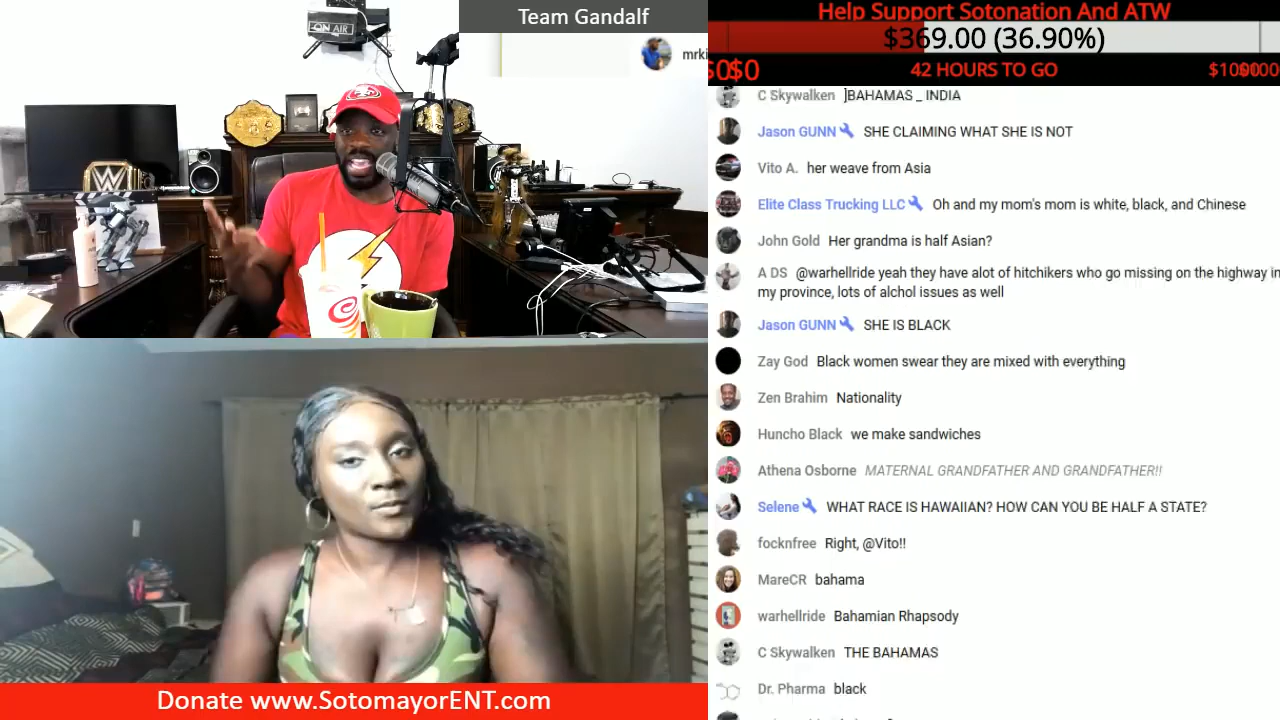 Team Gandalf
ON AIR
mrki
Donate www.SotomayorENT.com
Help Support Sotonation And ATW
$369.00 (36.90%)
$0
42 HOURS TO GO
C Skywalken ]BAHAMAS _ INDIA
Jason GUNN SHE CLAIMING WHAT SHE IS NOT
Vito A. her weave from Asia
Elite Class Trucking LLC Oh and my mom's mom is white, black, and Chinese
John Gold Her grandma is half Asian?
A DS @warhellride yeah they have alot of hitchikers who go missing on the highway in
my province, lots of alchol issues as well
Jason GUNN SHE IS BLACK
Zay God Black women swear they are mixed with everything
Zen Brahim Nationality
Huncho Black we make sandwiches
Athena Osborne MATERNAL GRANDFATHER AND GRANDFATHER!!
Selene WHAT RACE IS HAWAIIAN? HOW CAN YOU BE HALF A STATE?
focknfree Right, @Vito!!
MareCR bahama
warhellride Bahamian Rhapsody
C Skywalken THE BAHAMAS
Dr. Pharma black